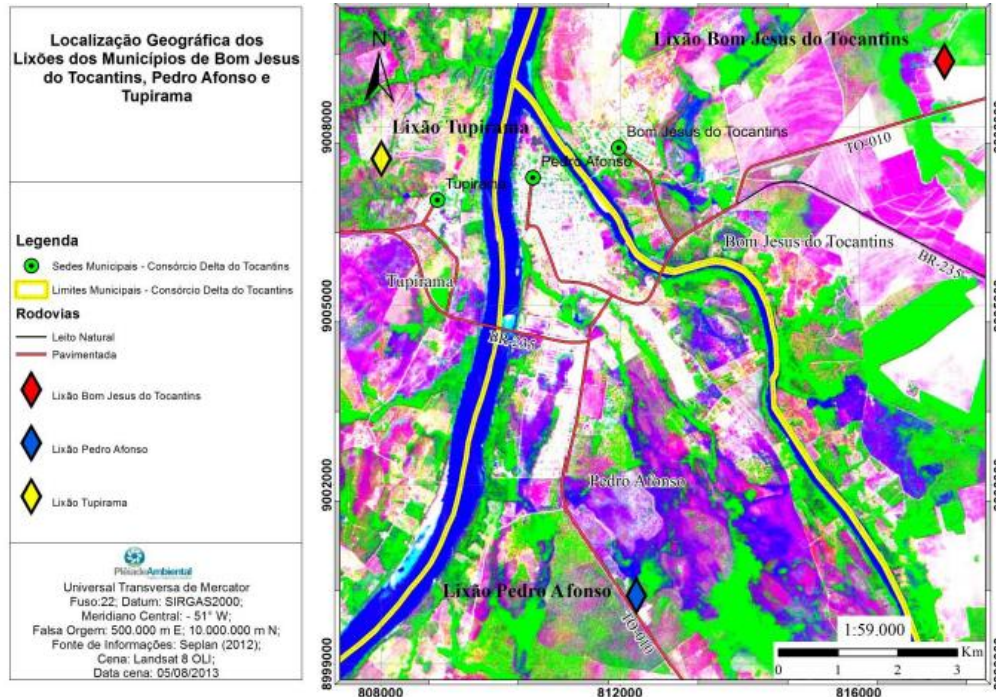 Localização Geográfica dos
Lixões dos Municípios de Bom Jesus
do Tocantins, Pedro Afonso e
Tupirama
Legenda
Sedes Municipais - Consórcio Delta do Tocantins
Limites Municipais - Consórcio Delta do Tocantins
Rodovias
Leito Natural
Pavimentada
Lixão Bom Jesus do Tocantins
Lixão Pedro Afonso
Lixão Tupirama
PlêiadeAmbiental
Universal Transversa de Mercator
Fuso:22; Datum: SIRGAS2000;
Meridiano Central: - 51° W;
Falsa Orgem: 500.000 m E; 10.000.000 m N;
Fonte de Informações: Seplan (2012);
Cena: Landsat 8 OLI;
Data cena: 05/08/2013
N
Lixão Bom Jesus do Tocantins
Lixão Tupirama
Bom Jesus do Tocantins
TO-010
Pedro Afonso
Tupirama
Bom Jesus do Tocantins
BR-235
Tupirama
BR-235
Pedro Afonso
Lixão Pedro Afonso
TO-010
1:59.000
Km
0 1 2 3
9008000
9005000
9002000
8999000
808000 812000 816000